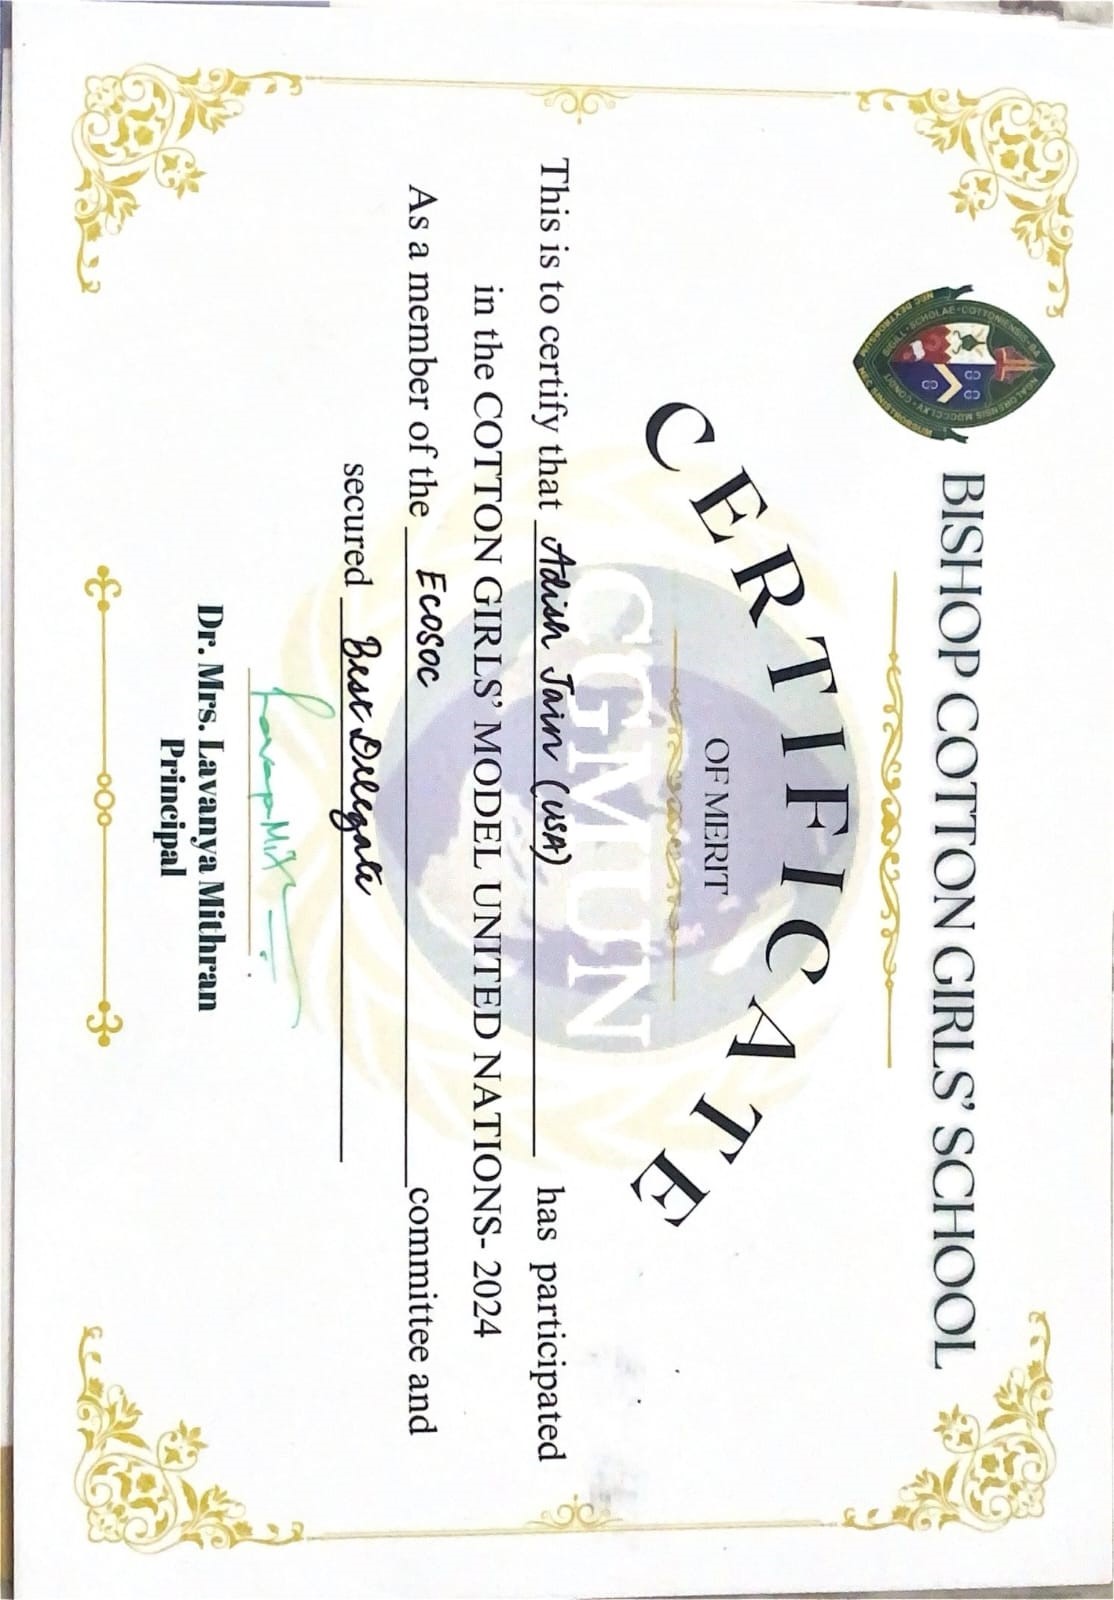 BISHOP COTTON GIRLS' SCHOOL
CERTIFICATE
OF MERIT
CGMUN
This is to certify that Adish Jain (USA) has participated
in the COTTON GIRLS' MODEL UNITED NATIONS- 2024
As a member of the ECOSOC committee and
secured Best Delegate
Dr. Mrs. Lavanya Mithran
Principal